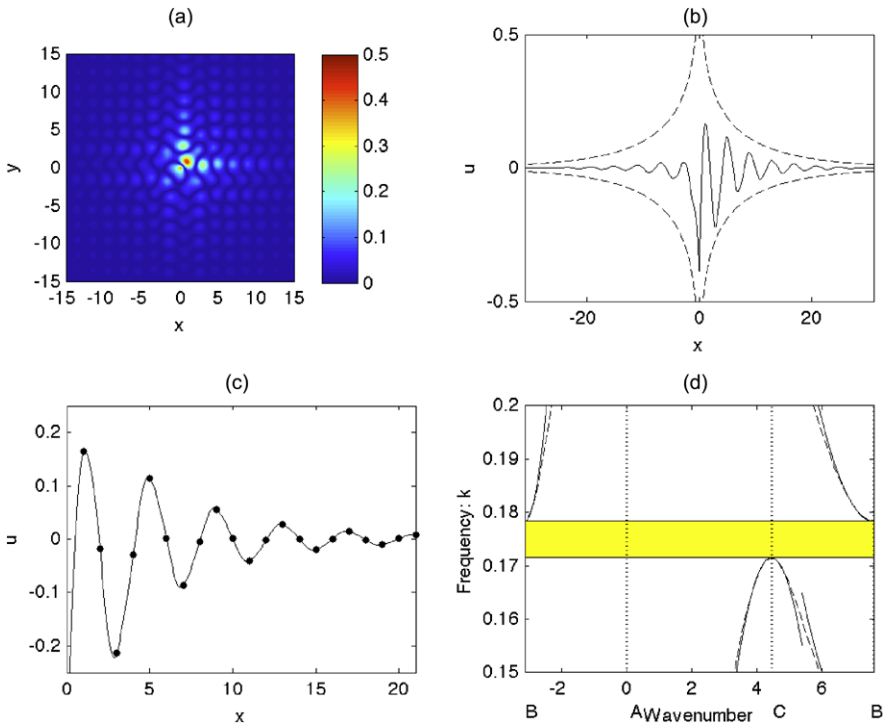 (a)
15
10
5
0
-5
-10
-15
y
-15 -10 -5 0 5 10 15
x
0.5
0.4
0.3
0.2
0.1
0
(b)
0.5
0
-0.5
u
-20 0 20
x
(c)
0.2
0.1
0
-0.1
-0.2
u
0 5 10 15 20
x
(d)
0.2
0.19
0.18
0.17
0.16
0.15
Frequency: k
-2 0 2 4 6
B A Wavenumber C B